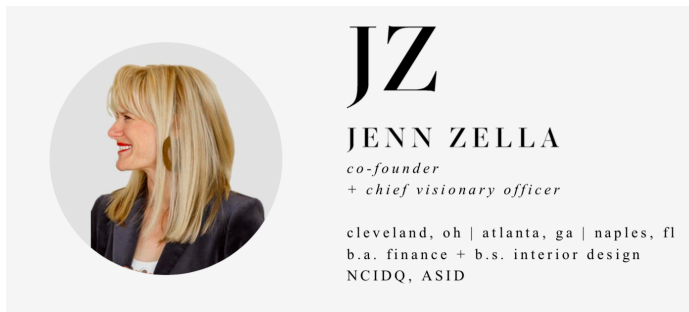 JZ
JENN ZELLA
co-founder
+ chief visionary officer
cleveland, oh | atlanta, ga | naples, fl
b.a. finance + b.s. interior design
NCIDQ, ASID